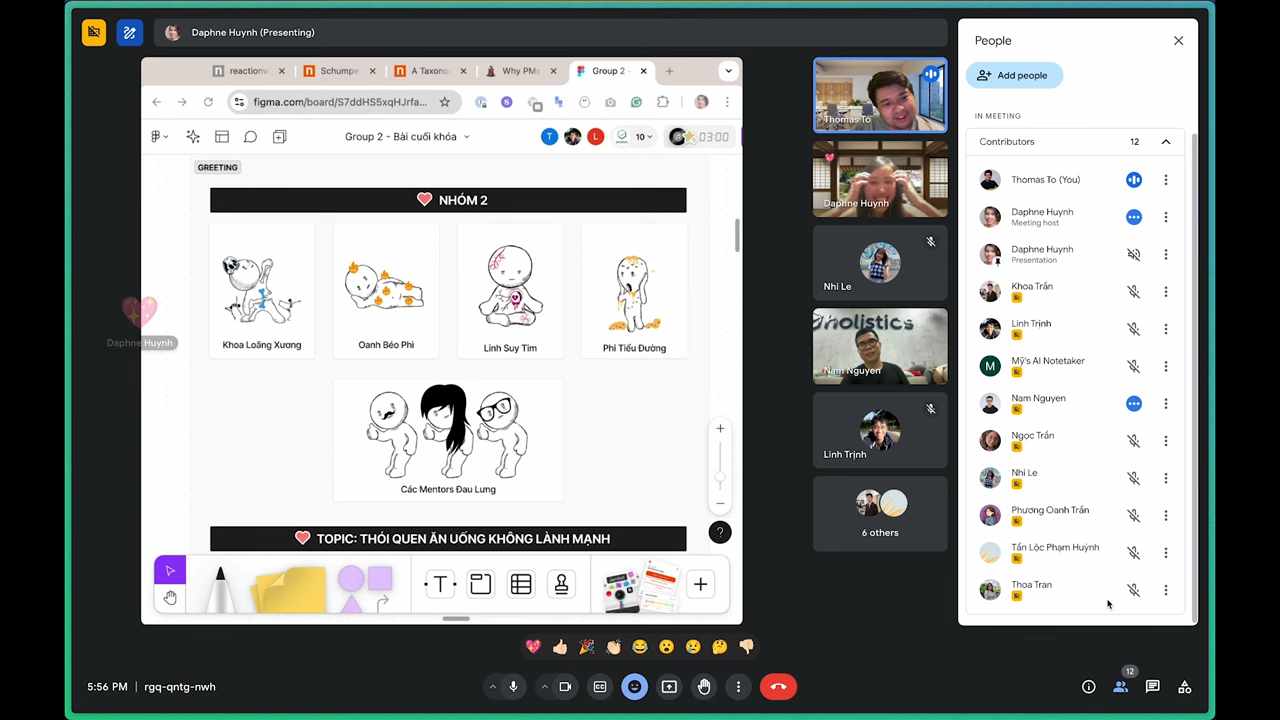 Daphne Huynh (Presenting)
reactionw
Schumpe
A Taxono
Why PMs
Group 2 -
figma.com/board/S7ddHS5xqHJrfa...
Group 2 - Bài cuối khóa
T
L
10
03:00
GREETING
NHÓM 2
Khoa Loãng Xương
Oanh Béo Phì
Linh Suy Tim
Phi Tiểu Đường
Các Mentors Đau Lưng
TOPIC: THÓI QUEN ĂN UỐNG KHÔNG LÀNH MẠNH
T
?
Daphne Huynh
Thomas To
Daphne Huynh
Nhi Le
holistics
Nam Nguyen
Linh Trịnh
6 others
People
Add people
IN MEETING
Contributors 12
Thomas To (You)
Daphne Huynh
Meeting host
Daphne Huynh
Presentation
Khoa Trần
Linh Trịnh
M
Mỹ's AI Notetaker
Nam Nguyen
Ngọc Trần
Nhi Le
Phương Oanh Trần
Tấn Lộc Phạm Huỳnh
Thoa Tran
5:56 PM | rgq-qntg-nwh
12